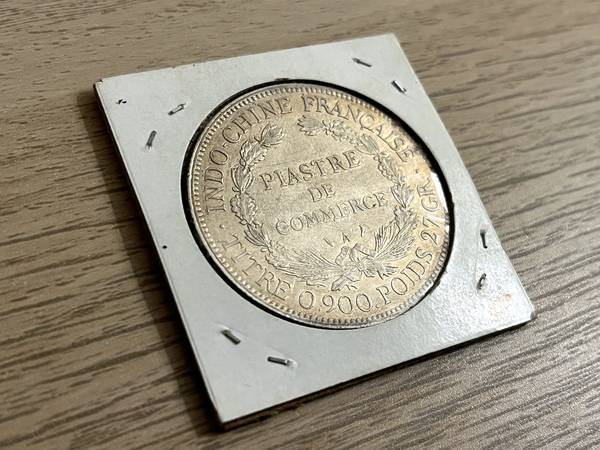 INDO-CHINE FRANÇAISE
PIASTRE
DE
COMMERCE
A
TITRE 0,900. POIDS 27 GR.